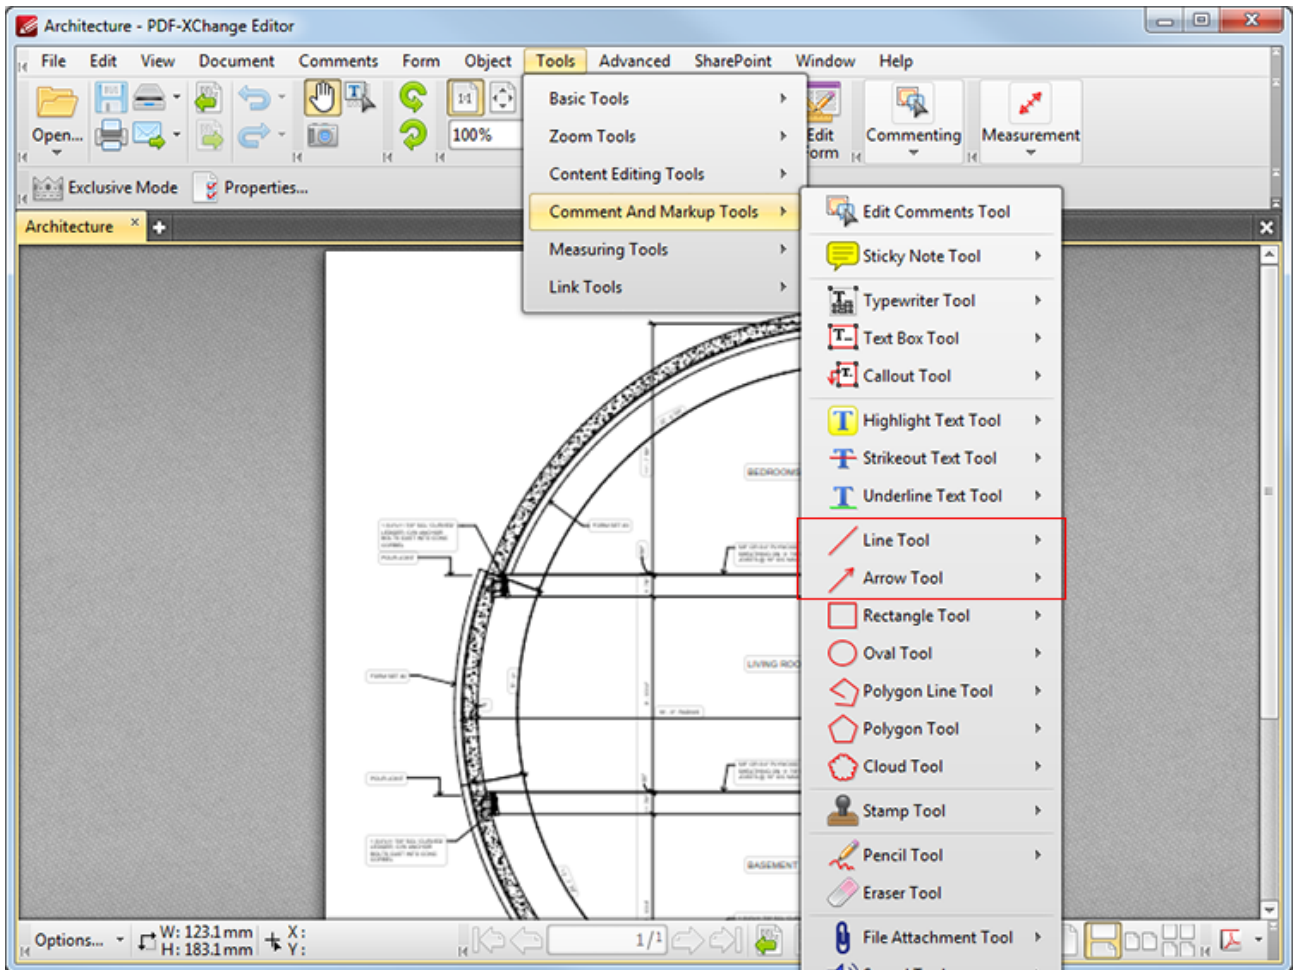 Architecture - PDF-XChange Editor
File Edit View Document Comments Form Object Tools Advanced SharePoint Window Help
Open...
100%
Edit
Form
Commenting
Measurement
Exclusive Mode
Properties...
Architecture
Basic Tools
Zoom Tools
Content Editing Tools
Comment And Markup Tools
Measuring Tools
Link Tools
Edit Comments Tool
Sticky Note Tool
Typewriter Tool
Text Box Tool
Callout Tool
Highlight Text Tool
Strikeout Text Tool
Underline Text Tool
Line Tool
Arrow Tool
Rectangle Tool
Oval Tool
Polygon Line Tool
Polygon Tool
Cloud Tool
Stamp Tool
Pencil Tool
Eraser Tool
File Attachment Tool
BEDROOMS
LIVING ROO
BASEMENT
Options...
W: 123.1 mm
H: 183.1 mm
X:
Y:
1/1